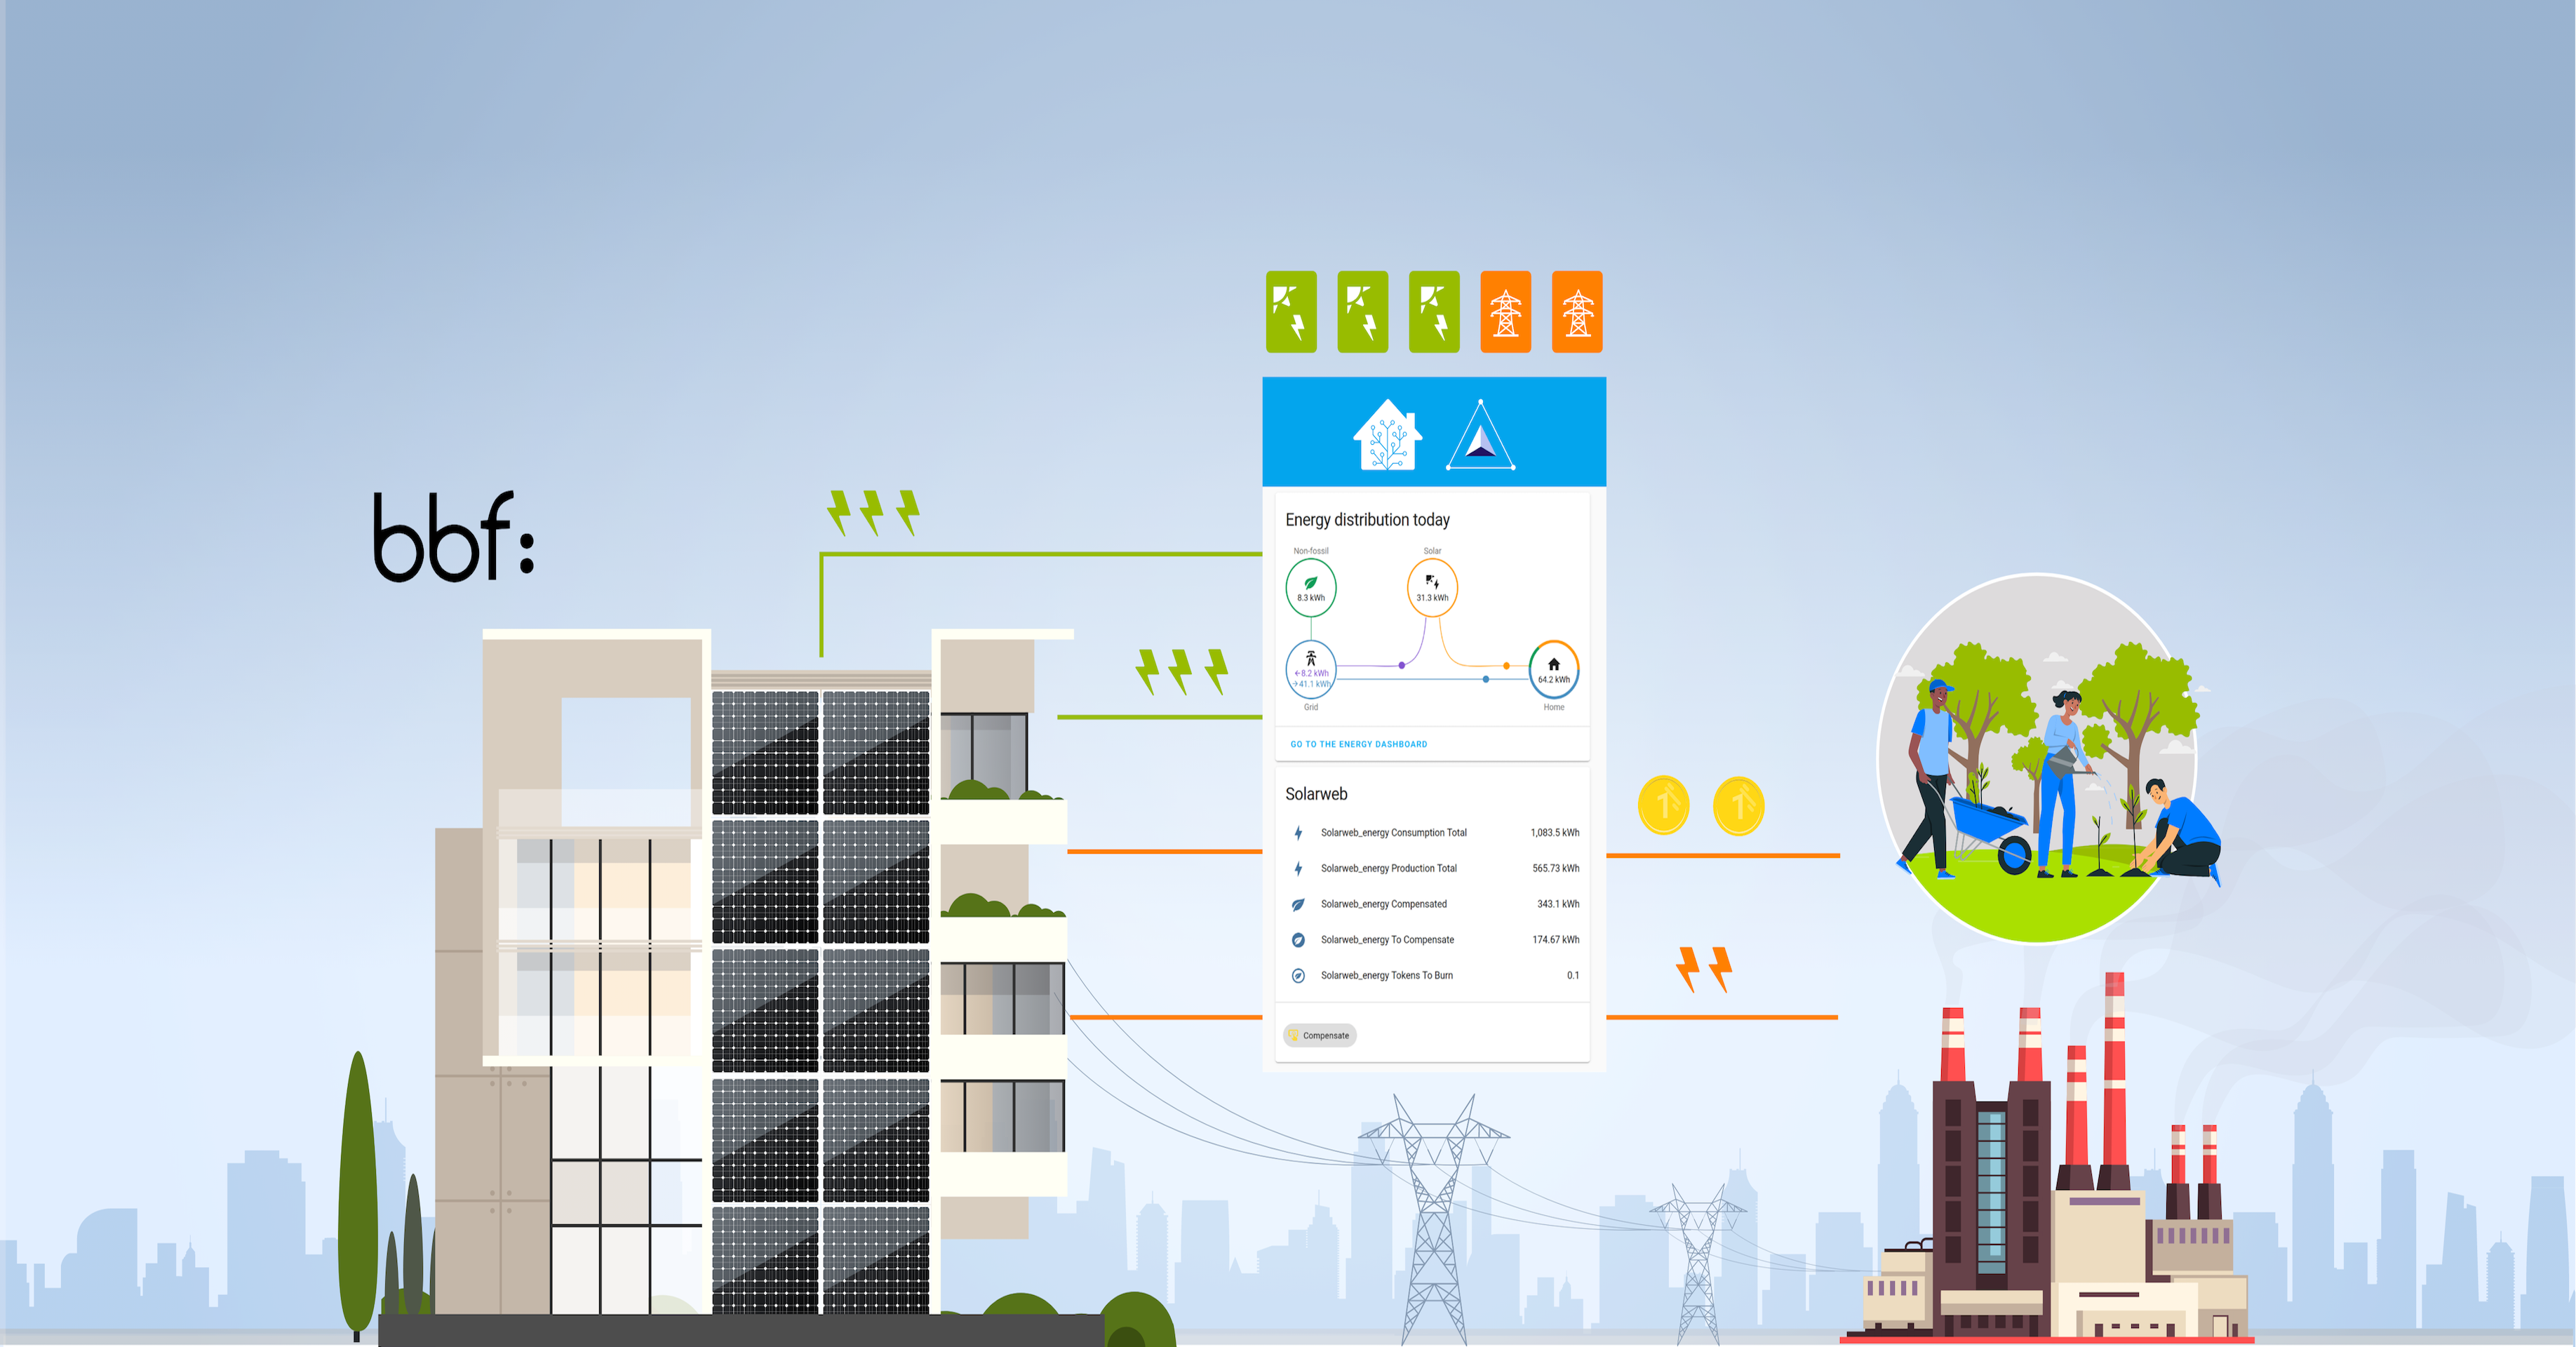 bbf:
Energy distribution today
Non-fossil
Solar
8.3 kWh
31.3 kWh
←8.2 kWh
→41.1 kWh
64.2 kWh
Grid
Home
GO TO THE ENERGY DASHBOARD
Solarweb
Solarweb_energy Consumption Total 1,083.5 kWh
Solarweb_energy Production Total 565.73 kWh
Solarweb_energy Compensated 343.1 kWh
Solarweb_energy To Compensate 174.67 kWh
Solarweb_energy Tokens To Burn 0.1
Compensate